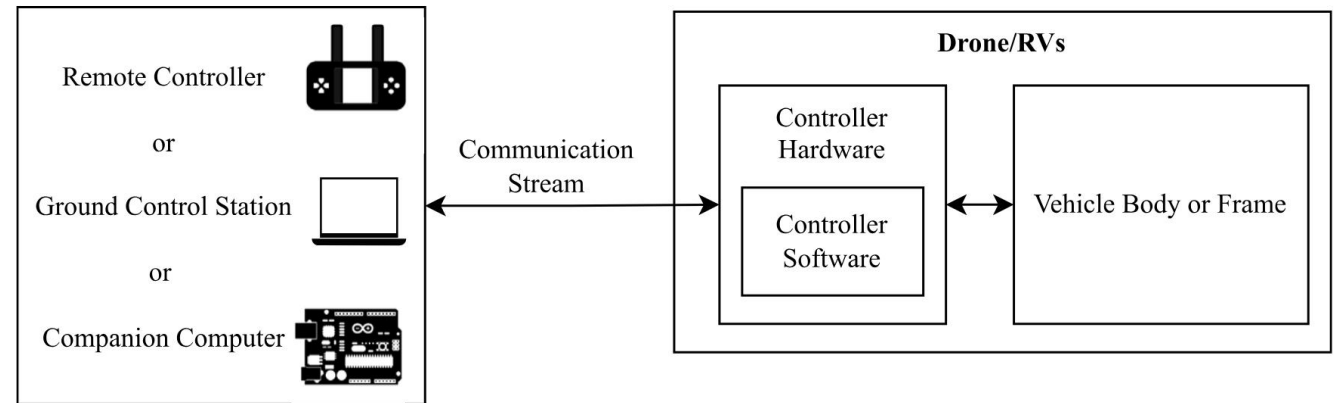 Remote Controller
or
Ground Control Station
or
Companion Computer
Communication
Stream
Drone/RVs
Controller
Hardware
Controller
Software
Vehicle Body or Frame